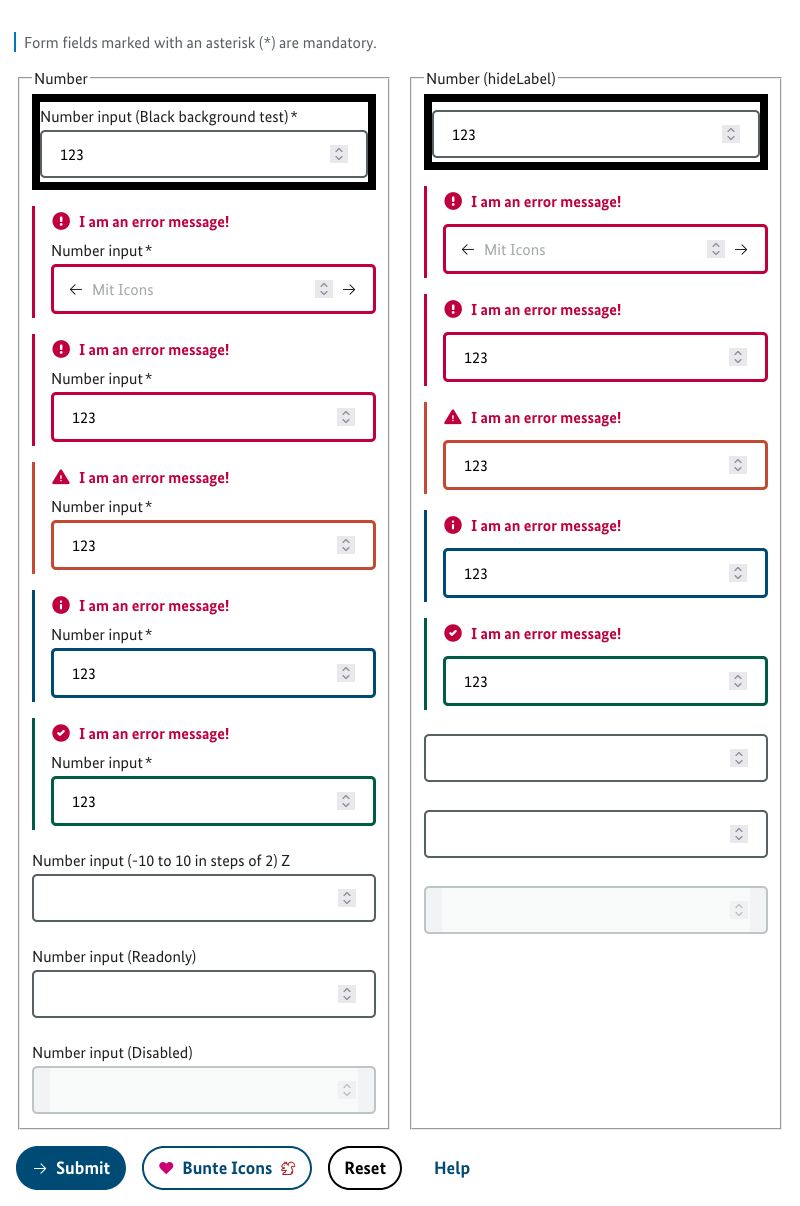 Form fields marked with an asterisk (*) are mandatory.
Number
Number input (Black background test)*
123
I am an error message!
Number input*
Mit Icons
I am an error message!
Number input*
123
I am an error message!
Number input*
123
I am an error message!
Number input*
123
I am an error message!
Number input*
123
Number input (-10 to 10 in steps of 2) Z
Number input (Readonly)
Number input (Disabled)
Number (hideLabel)
123
I am an error message!
Mit Icons
I am an error message!
123
I am an error message!
123
I am an error message!
123
I am an error message!
123
Submit
Bunte Icons
Reset
Help